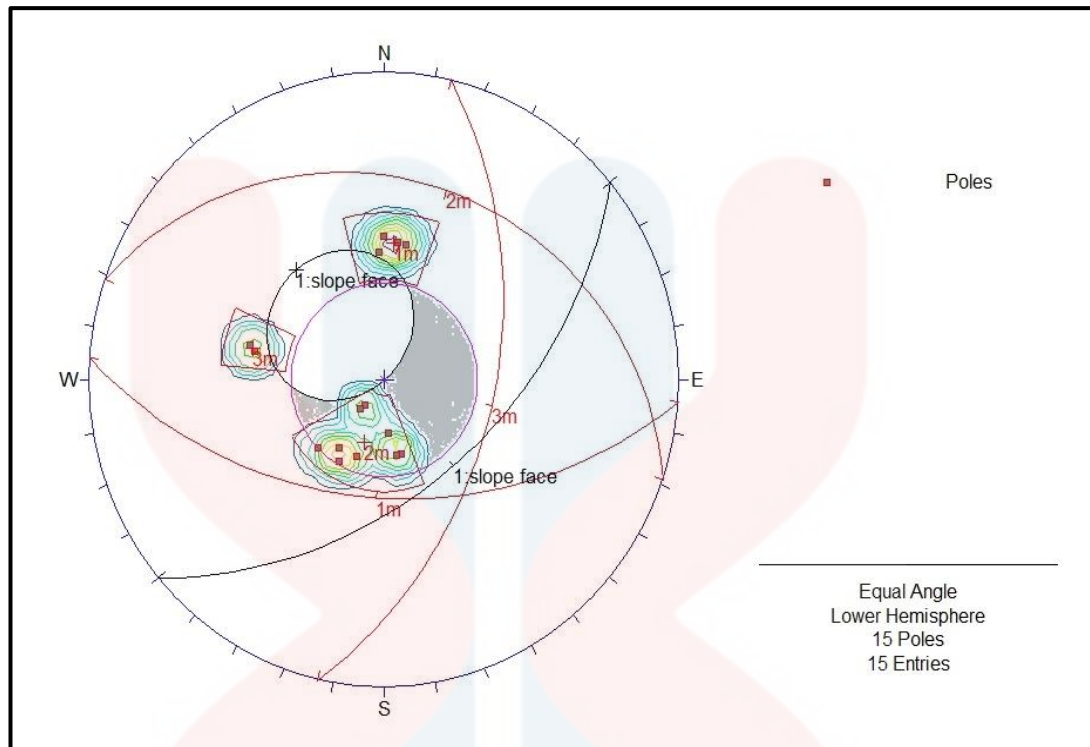 N
Poles
2m
1m
1:slope face
3m
W
E
3m
2m
1:slope face
1m
Equal Angle
Lower Hemisphere
15 Poles
15 Entries
S